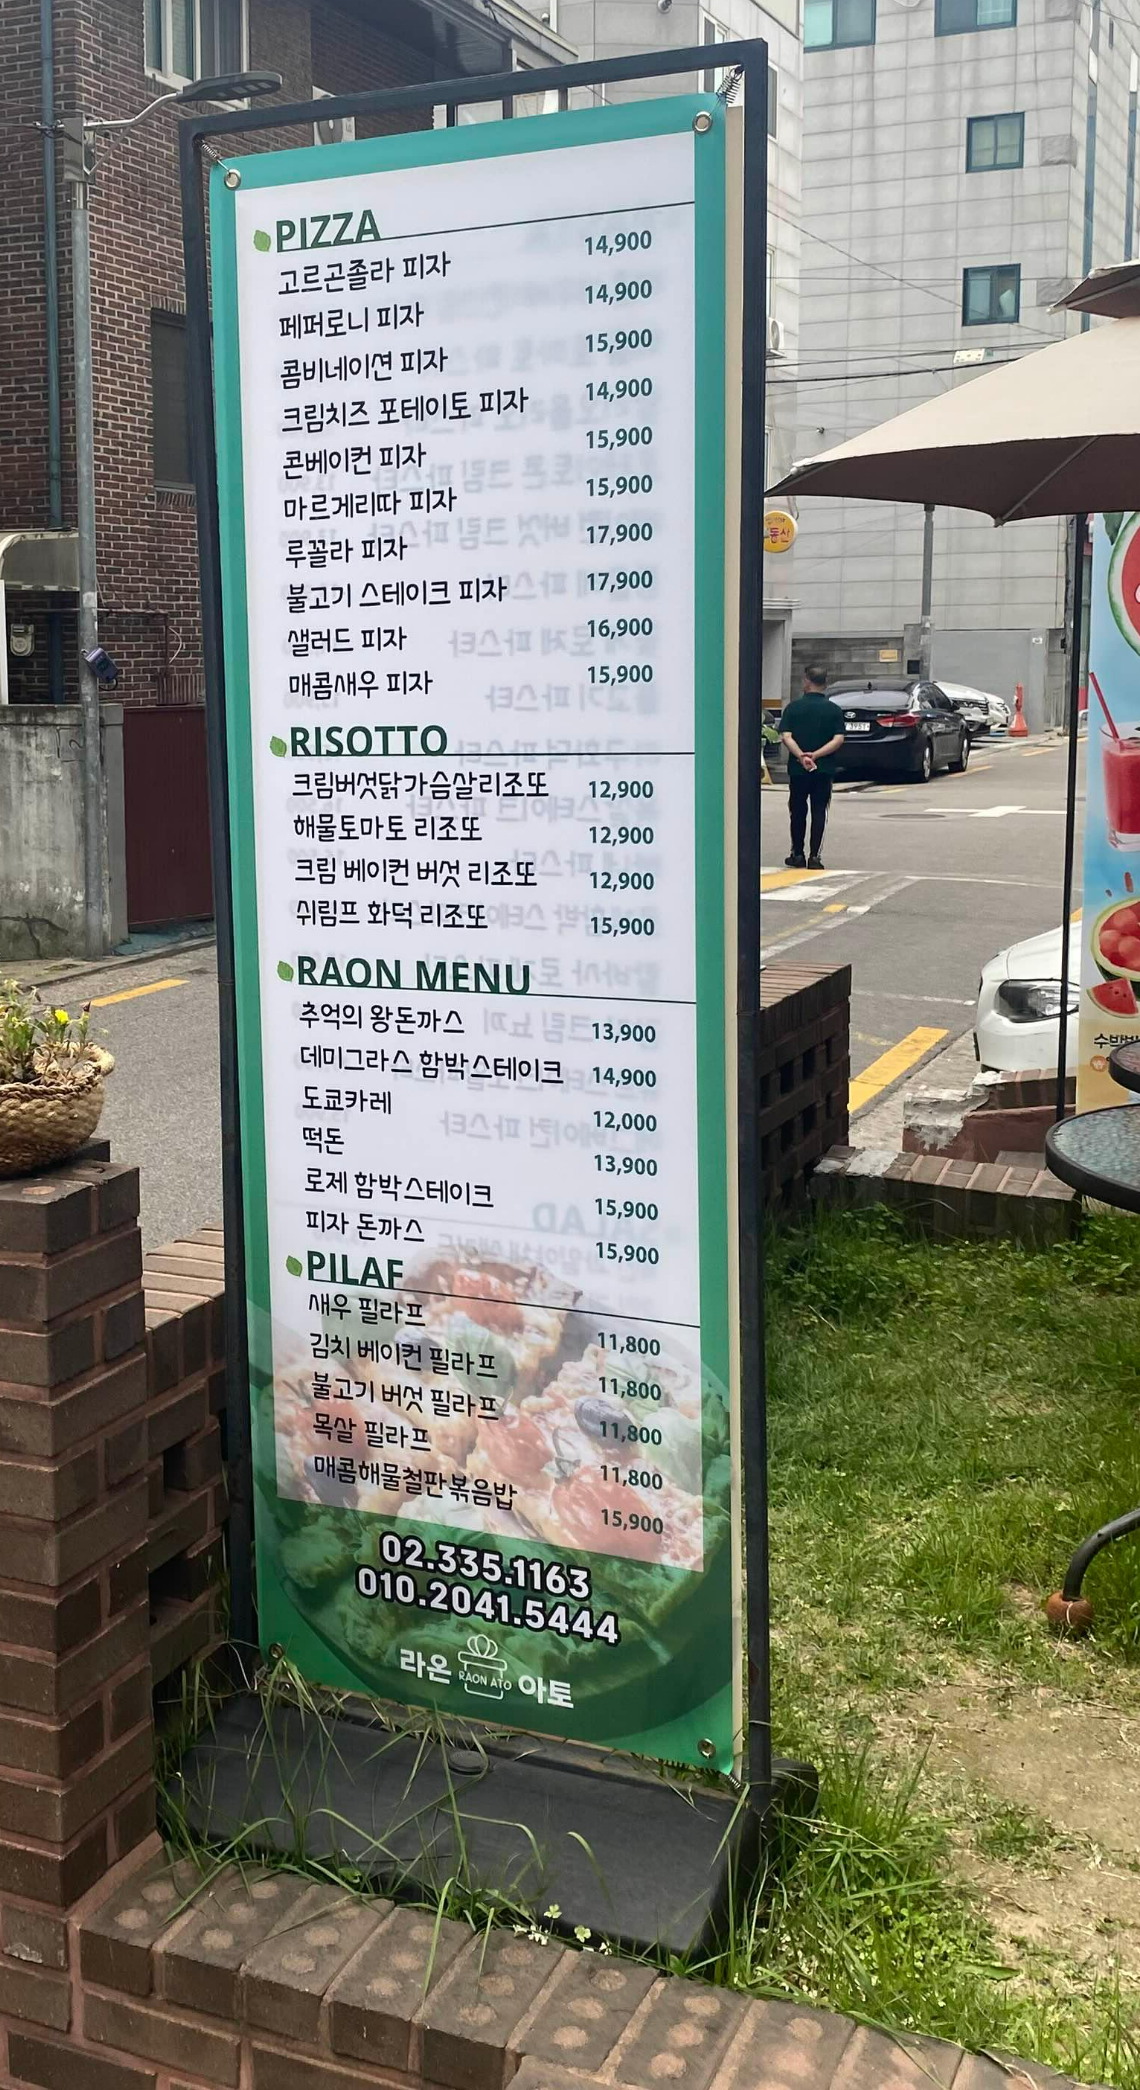 PIZZA
고르곤졸라 피자 14,900
페퍼로니 피자 14,900
콤비네이션 피자 15,900
크림치즈 포테이토 피자 14,900
콘베이컨 피자 15,900
마르게리따 피자 15,900
루꼴라 피자 17,900
불고기 스테이크 피자 17,900
샐러드 피자 16,900
매콤새우 피자 15,900
RISOTTO
크림버섯닭가슴살리조또 12,900
해물토마토 리조또 12,900
크림 베이컨 버섯 리조또 12,900
쉬림프 화덕 리조또 15,900
RAON MENU
추억의 왕돈까스 13,900
데미그라스 함박스테이크 14,900
도쿄카레 12,000
떡돈 13,900
로제 함박스테이크 15,900
피자 돈까스 15,900
PILAF
새우 필라프 11,800
김치 베이컨 필라프 11,800
불고기 버섯 필라프 11,800
목살 필라프 11,800
매콤해물철판볶음밥 15,900
02.335.1163
010.2041.5444
라온 RAON ATO 아토